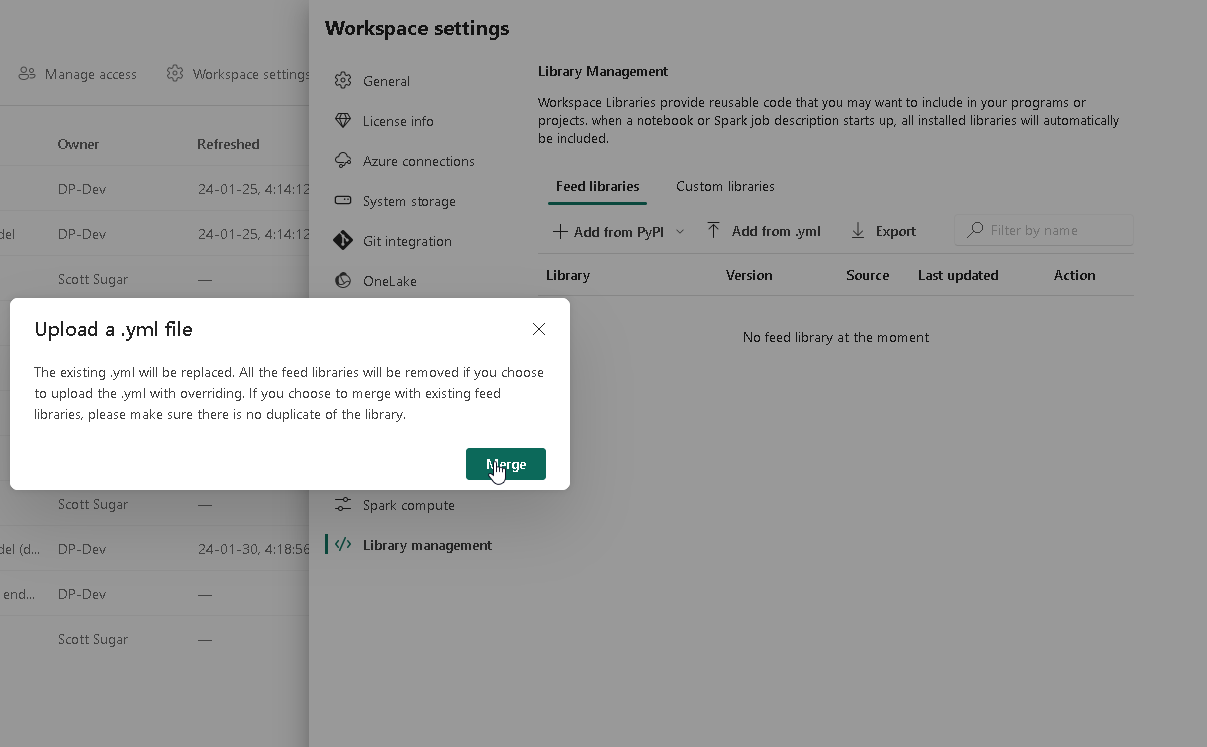 Workspace settings
Manage access
Workspace settings
Owner
Refreshed
DP-Dev
24-01-25, 4:14:12
del
DP-Dev
24-01-25, 4:14:12
Scott Sugar
—
Scott Sugar
—
del (d...
DP-Dev
24-01-30, 4:18:56
end...
DP-Dev
—
Scott Sugar
—
General
License info
Azure connections
System storage
Git integration
OneLake
Spark compute
Library management
Library Management
Workspace Libraries provide reusable code that you may want to include in your programs or
projects. when a notebook or Spark job description starts up, all installed libraries will automatically
be included.
Feed libraries
Custom libraries
Add from PyPI
Add from .yml
Export
Filter by name
Library
Version
Source
Last updated
Action
No feed library at the moment
Upload a .yml file
The existing .yml will be replaced. All the feed libraries will be removed if you choose
to upload the .yml with overriding. If you choose to merge with existing feed
libraries, please make sure there is no duplicate of the library.
Merge